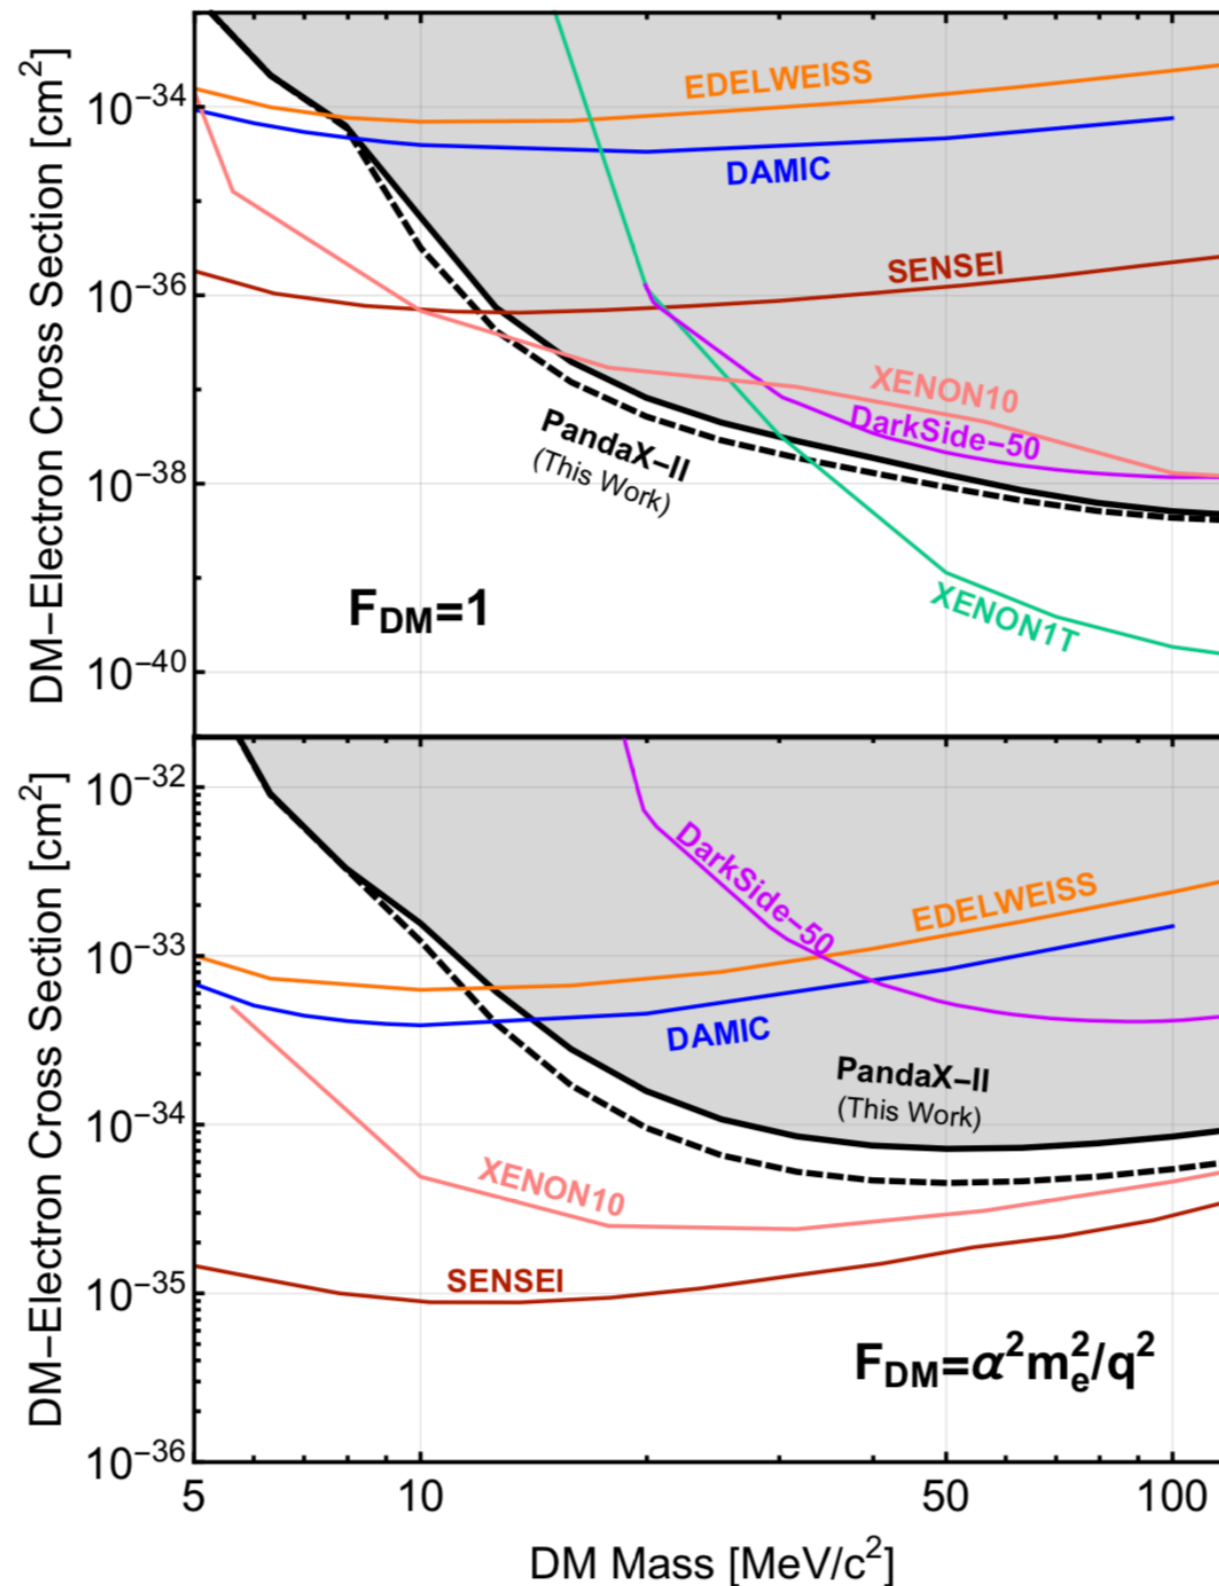 DM−Electron Cross Section [cm²]
10⁻³⁴
10⁻³⁶
10⁻³⁸
10⁻⁴⁰
EDELWEISS
DAMIC
SENSEI
XENON10
DarkSide−50
PandaX−II
(This Work)
XENON1T
F_DM=1
DM−Electron Cross Section [cm²]
10⁻³²
10⁻³³
10⁻³⁴
10⁻³⁵
10⁻³⁶
DarkSide−50
EDELWEISS
DAMIC
PandaX−II
(This Work)
XENON10
SENSEI
F_DM=α²m_e²/q²
5 10 50 100
DM Mass [MeV/c²]